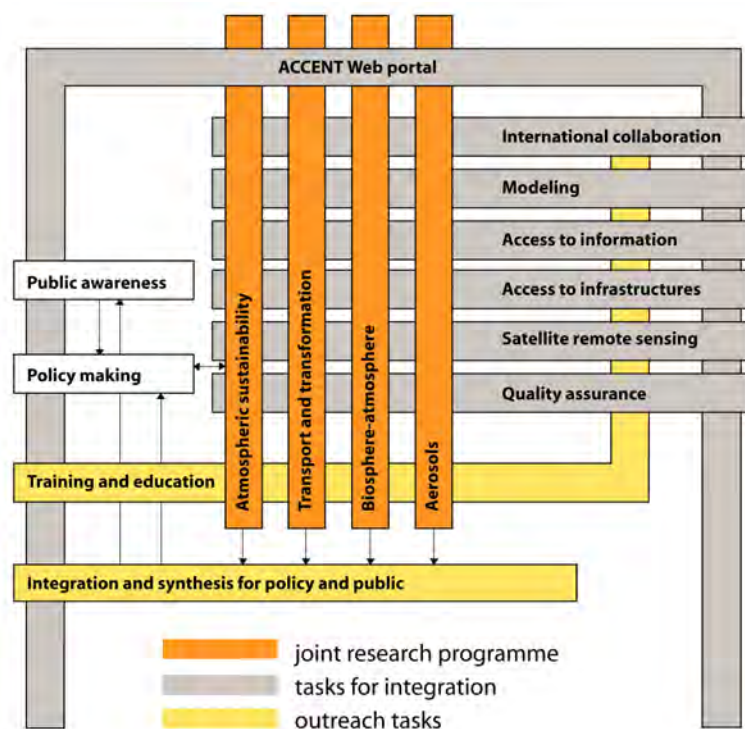 ACCENT Web portal
International collaboration
Modeling
Access to information
Access to infrastructures
Satellite remote sensing
Quality assurance
Public awareness
Policy making
Atmospheric sustainability
Transport and transformation
Biosphere-atmosphere
Aerosols
Training and education
Integration and synthesis for policy and public
joint research programme
tasks for integration
outreach tasks